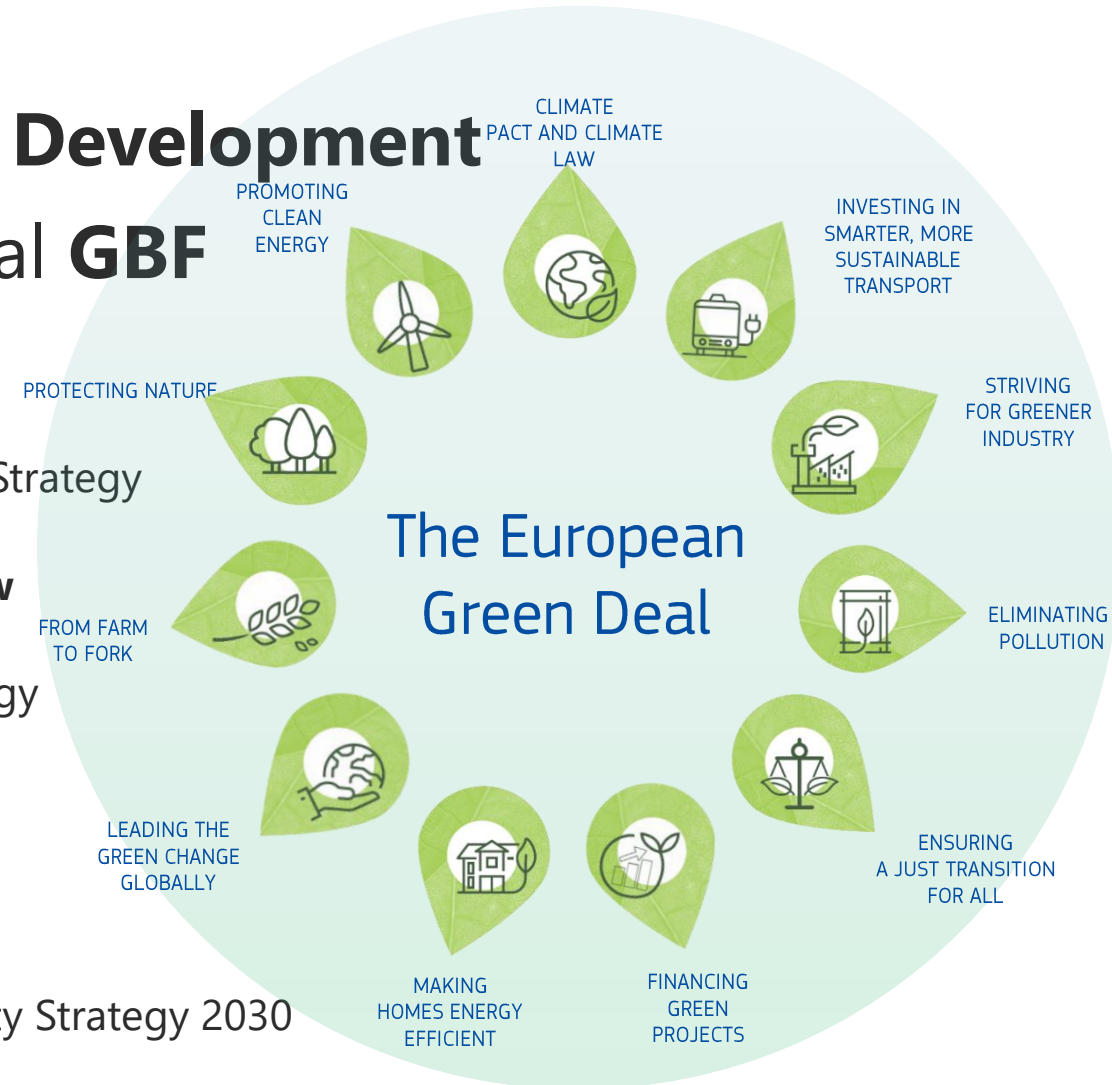 Development
al GBF
Strategy
w
gy
ty Strategy 2030
CLIMATE
PACT AND CLIMATE
LAW
PROMOTING
CLEAN
ENERGY
INVESTING IN
SMARTER, MORE
SUSTAINABLE
TRANSPORT
PROTECTING NATURE
STRIVING
FOR GREENER
INDUSTRY
The European
Green Deal
FROM FARM
TO FORK
ELIMINATING
POLLUTION
LEADING THE
GREEN CHANGE
GLOBALLY
ENSURING
A JUST TRANSITION
FOR ALL
MAKING
HOMES ENERGY
EFFICIENT
FINANCING
GREEN
PROJECTS